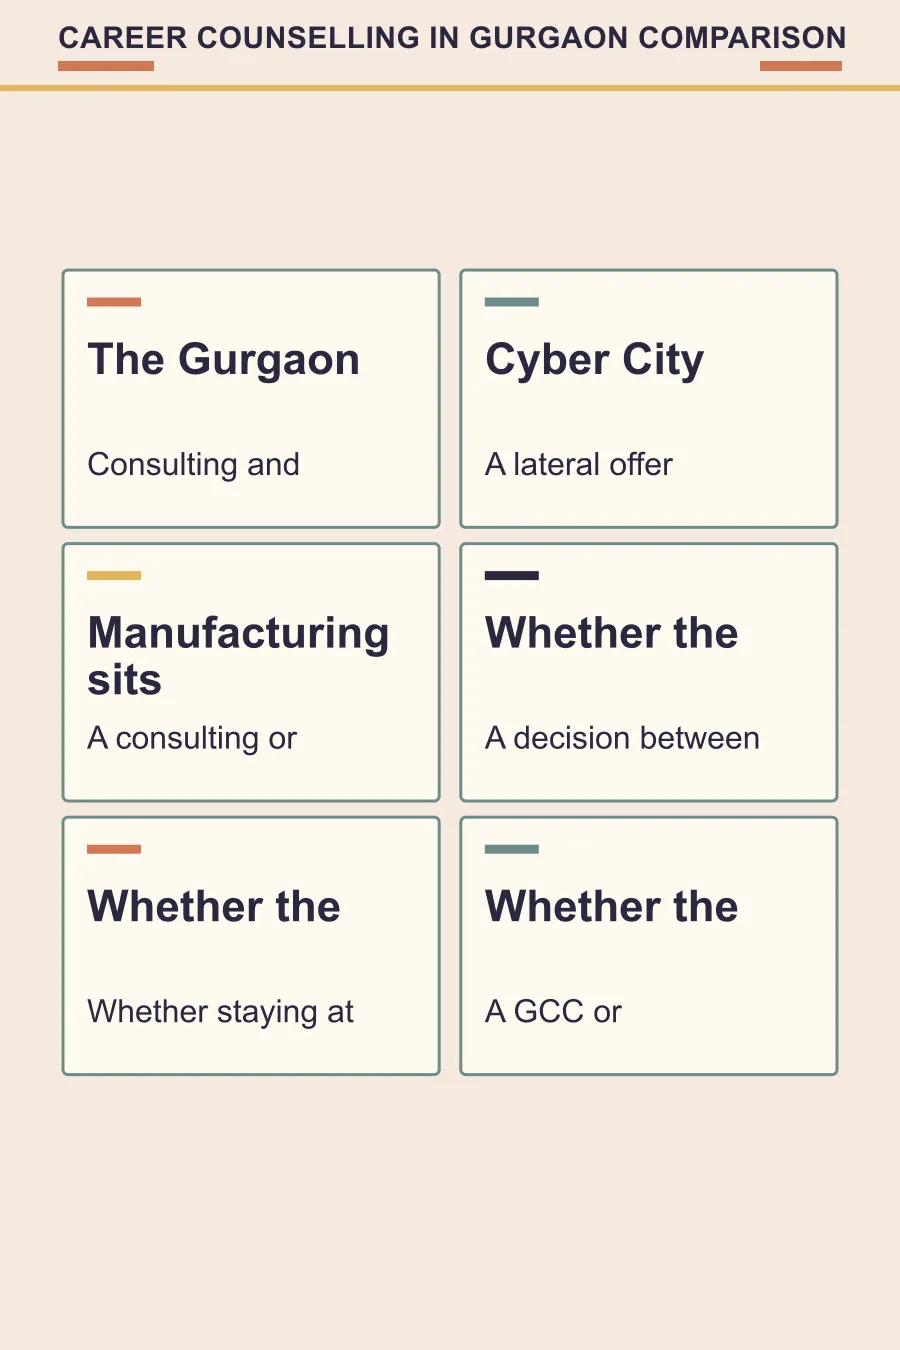 CAREER COUNSELLING IN GURGAON COMPARISON
The Gurgaon
Consulting and
Cyber City
A lateral offer
Manufacturing
sits
A consulting or
Whether the
A decision between
Whether the
Whether staying at
Whether the
A GCC or